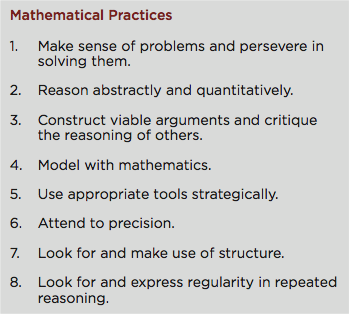 Mathematical Practices
1. Make sense of problems and persevere in
solving them.
2. Reason abstractly and quantitatively.
3. Construct viable arguments and critique
the reasoning of others.
4. Model with mathematics.
5. Use appropriate tools strategically.
6. Attend to precision.
7. Look for and make use of structure.
8. Look for and express regularity in repeated
reasoning.